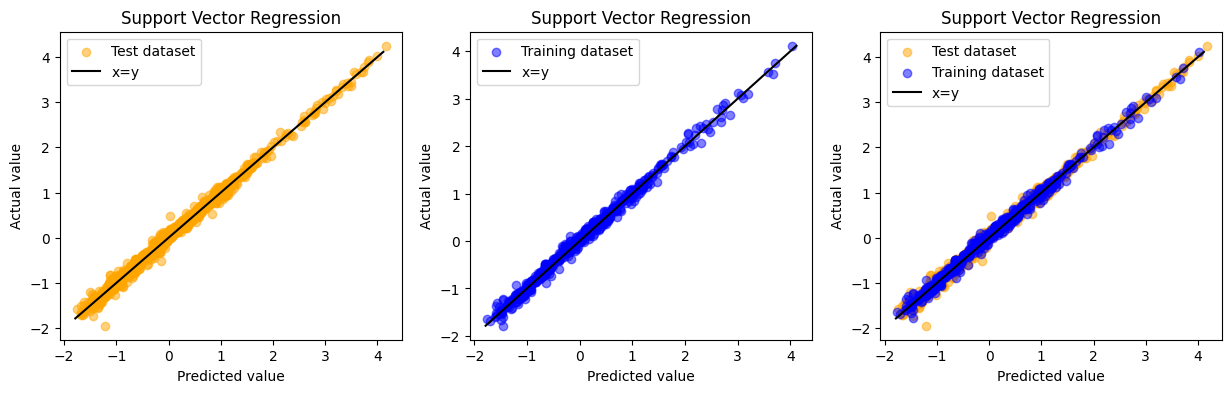 Support Vector Regression
Test dataset
x=y
Actual value
4
3
2
1
0
−1
−2
−2
−1
0
1
2
3
4
Predicted value
Support Vector Regression
Training dataset
x=y
Actual value
4
3
2
1
0
−1
−2
−2
−1
0
1
2
3
4
Predicted value
Support Vector Regression
Test dataset
Training dataset
x=y
Actual value
4
3
2
1
0
−1
−2
−2
−1
0
1
2
3
4
Predicted value